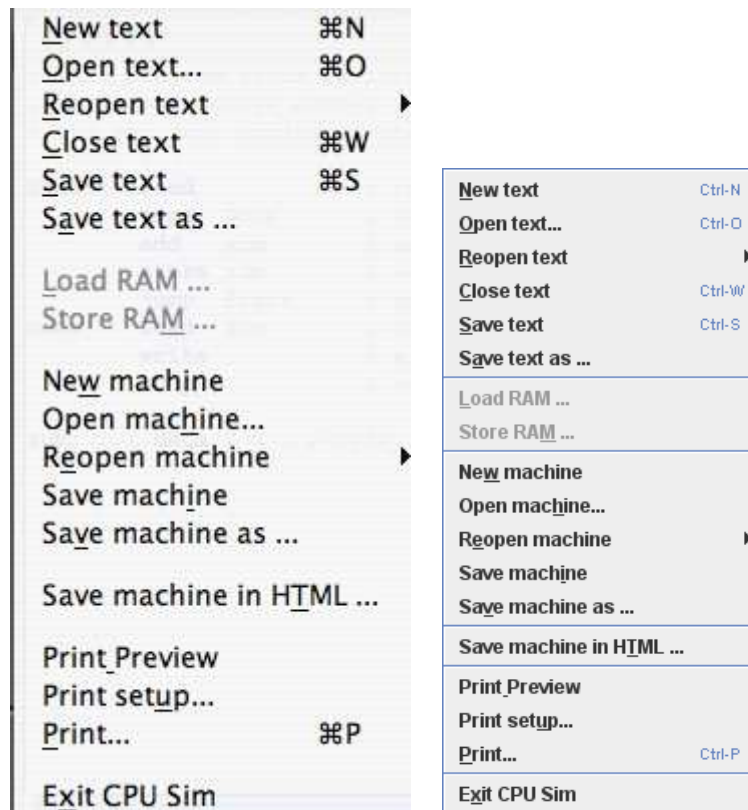 New text ⌘N
Open text... ⌘O
Reopen text
Close text ⌘W
Save text ⌘S
Save text as ...
Load RAM ...
Store RAM ...
New machine
Open machine...
Reopen machine
Save machine
Save machine as ...
Save machine in HTML ...
Print Preview
Print setup...
Print... ⌘P
Exit CPU Sim
New text Ctrl-N
Open text... Ctrl-O
Reopen text
Close text Ctrl-W
Save text Ctrl-S
Save text as ...
Load RAM ...
Store RAM ...
New machine
Open machine...
Reopen machine
Save machine
Save machine as ...
Save machine in HTML ...
Print Preview
Print setup...
Print... Ctrl-P
Exit CPU Sim